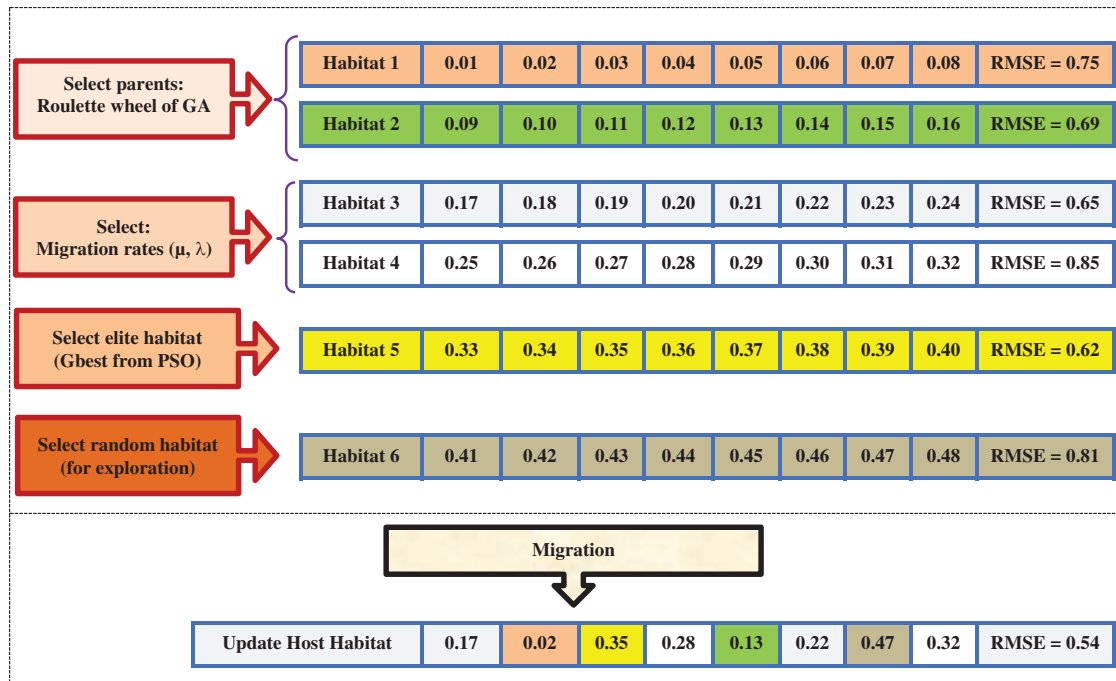 Select parents:
Roulette wheel of GA
Habitat 1 0.01 0.02 0.03 0.04 0.05 0.06 0.07 0.08 RMSE = 0.75
Habitat 2 0.09 0.10 0.11 0.12 0.13 0.14 0.15 0.16 RMSE = 0.69
Select:
Migration rates (μ, λ)
Habitat 3 0.17 0.18 0.19 0.20 0.21 0.22 0.23 0.24 RMSE = 0.65
Habitat 4 0.25 0.26 0.27 0.28 0.29 0.30 0.31 0.32 RMSE = 0.85
Select elite habitat
(Gbest from PSO)
Habitat 5 0.33 0.34 0.35 0.36 0.37 0.38 0.39 0.40 RMSE = 0.62
Select random habitat
(for exploration)
Habitat 6 0.41 0.42 0.43 0.44 0.45 0.46 0.47 0.48 RMSE = 0.81
Migration
Update Host Habitat 0.17 0.02 0.35 0.28 0.13 0.22 0.47 0.32 RMSE = 0.54